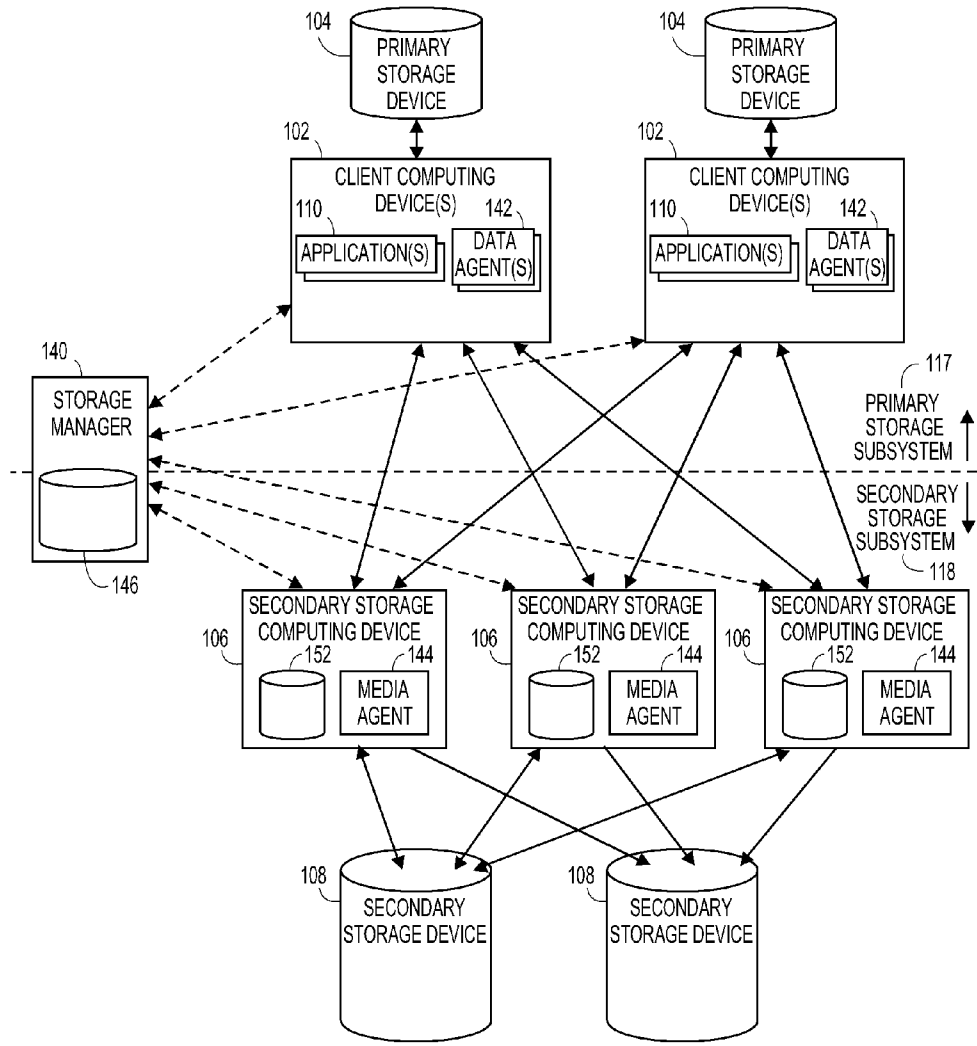 104
PRIMARY
STORAGE
DEVICE
104
PRIMARY
STORAGE
DEVICE
102
CLIENT COMPUTING
DEVICE(S)
110
APPLICATION(S)
142
DATA
AGENT(S)
102
CLIENT COMPUTING
DEVICE(S)
110
APPLICATION(S)
142
DATA
AGENT(S)
140
STORAGE
MANAGER
146
117
PRIMARY
STORAGE
SUBSYSTEM
SECONDARY
STORAGE
SUBSYSTEM
118
SECONDARY STORAGE
COMPUTING DEVICE
106
152
144
MEDIA
AGENT
SECONDARY STORAGE
COMPUTING DEVICE
106
152
144
MEDIA
AGENT
SECONDARY STORAGE
COMPUTING DEVICE
106
152
144
MEDIA
AGENT
108
SECONDARY
STORAGE DEVICE
108
SECONDARY
STORAGE DEVICE